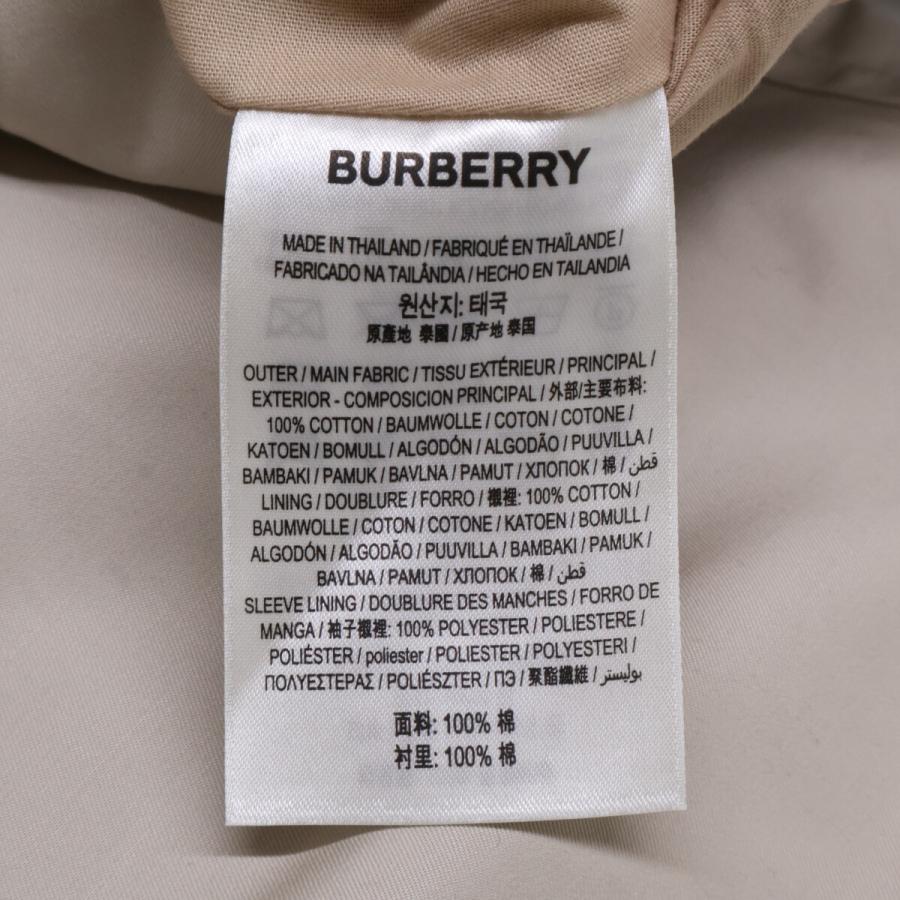 BURBERRY
MADE IN THAILAND / FABRIQUÉ EN THAÏLANDE /
FABRICADO NA TAILÂNDIA / HECHO EN TAILANDIA
원산지: 태국
原產地 泰國 / 原产地 泰国
OUTER / MAIN FABRIC / TISSU EXTÉRIEUR / PRINCIPAL /
EXTERIOR - COMPOSICION PRINCIPAL / 外部/主要布料:
100% COTTON / BAUMWOLLE / COTON / COTONE /
KATOEN / BOMULL / ALGODÓN / ALGODÃO / PUUVILLA /
BAMBAKI / PAMUK / BAVLNA / PAMUT / ХЛОПОК / 棉 / قطن
LINING / DOUBLURE / FORRO / 襯裡: 100% COTTON /
BAUMWOLLE / COTON / COTONE / KATOEN / BOMULL /
ALGODÓN / ALGODÃO / PUUVILLA / BAMBAKI / PAMUK /
BAVLNA / PAMUT / ХЛОПОК / 棉 / قطن
SLEEVE LINING / DOUBLURE DES MANCHES / FORRO DE
MANGA / 袖子襯裡: 100% POLYESTER / POLIESTERE /
POLIÉSTER / poliester / POLIESTER / POLYESTERI /
ΠΟΛΥΕΣΤΕΡΑΣ / POLIÉSZTER / ПЭ / 聚酯纖維 / بوليستر
面料: 100% 棉
衬里: 100% 棉